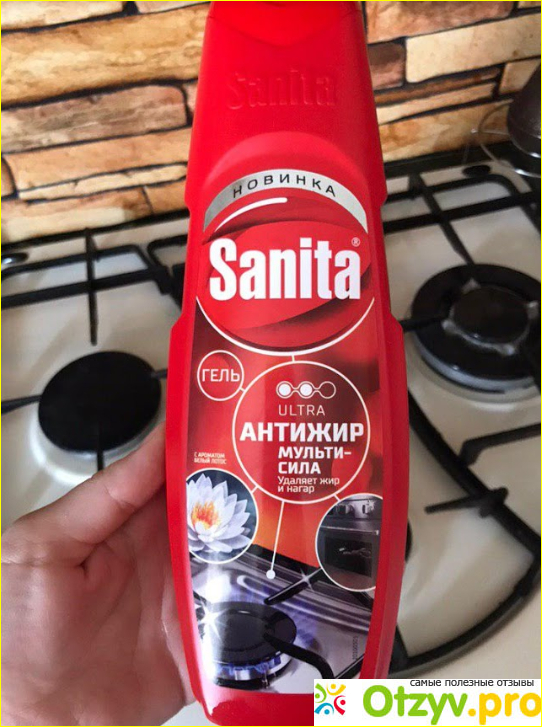 Sanita
НОВИНКА
Sanita®
ГЕЛЬ
ULTRA
АНТИЖИР
МУЛЬТИ-
СИЛА
Удаляет жир
и нагар
С АРОМАТОМ
БЕЛЫЙ ЛОТОС
самые полезные отзывы
Otzyv.pro